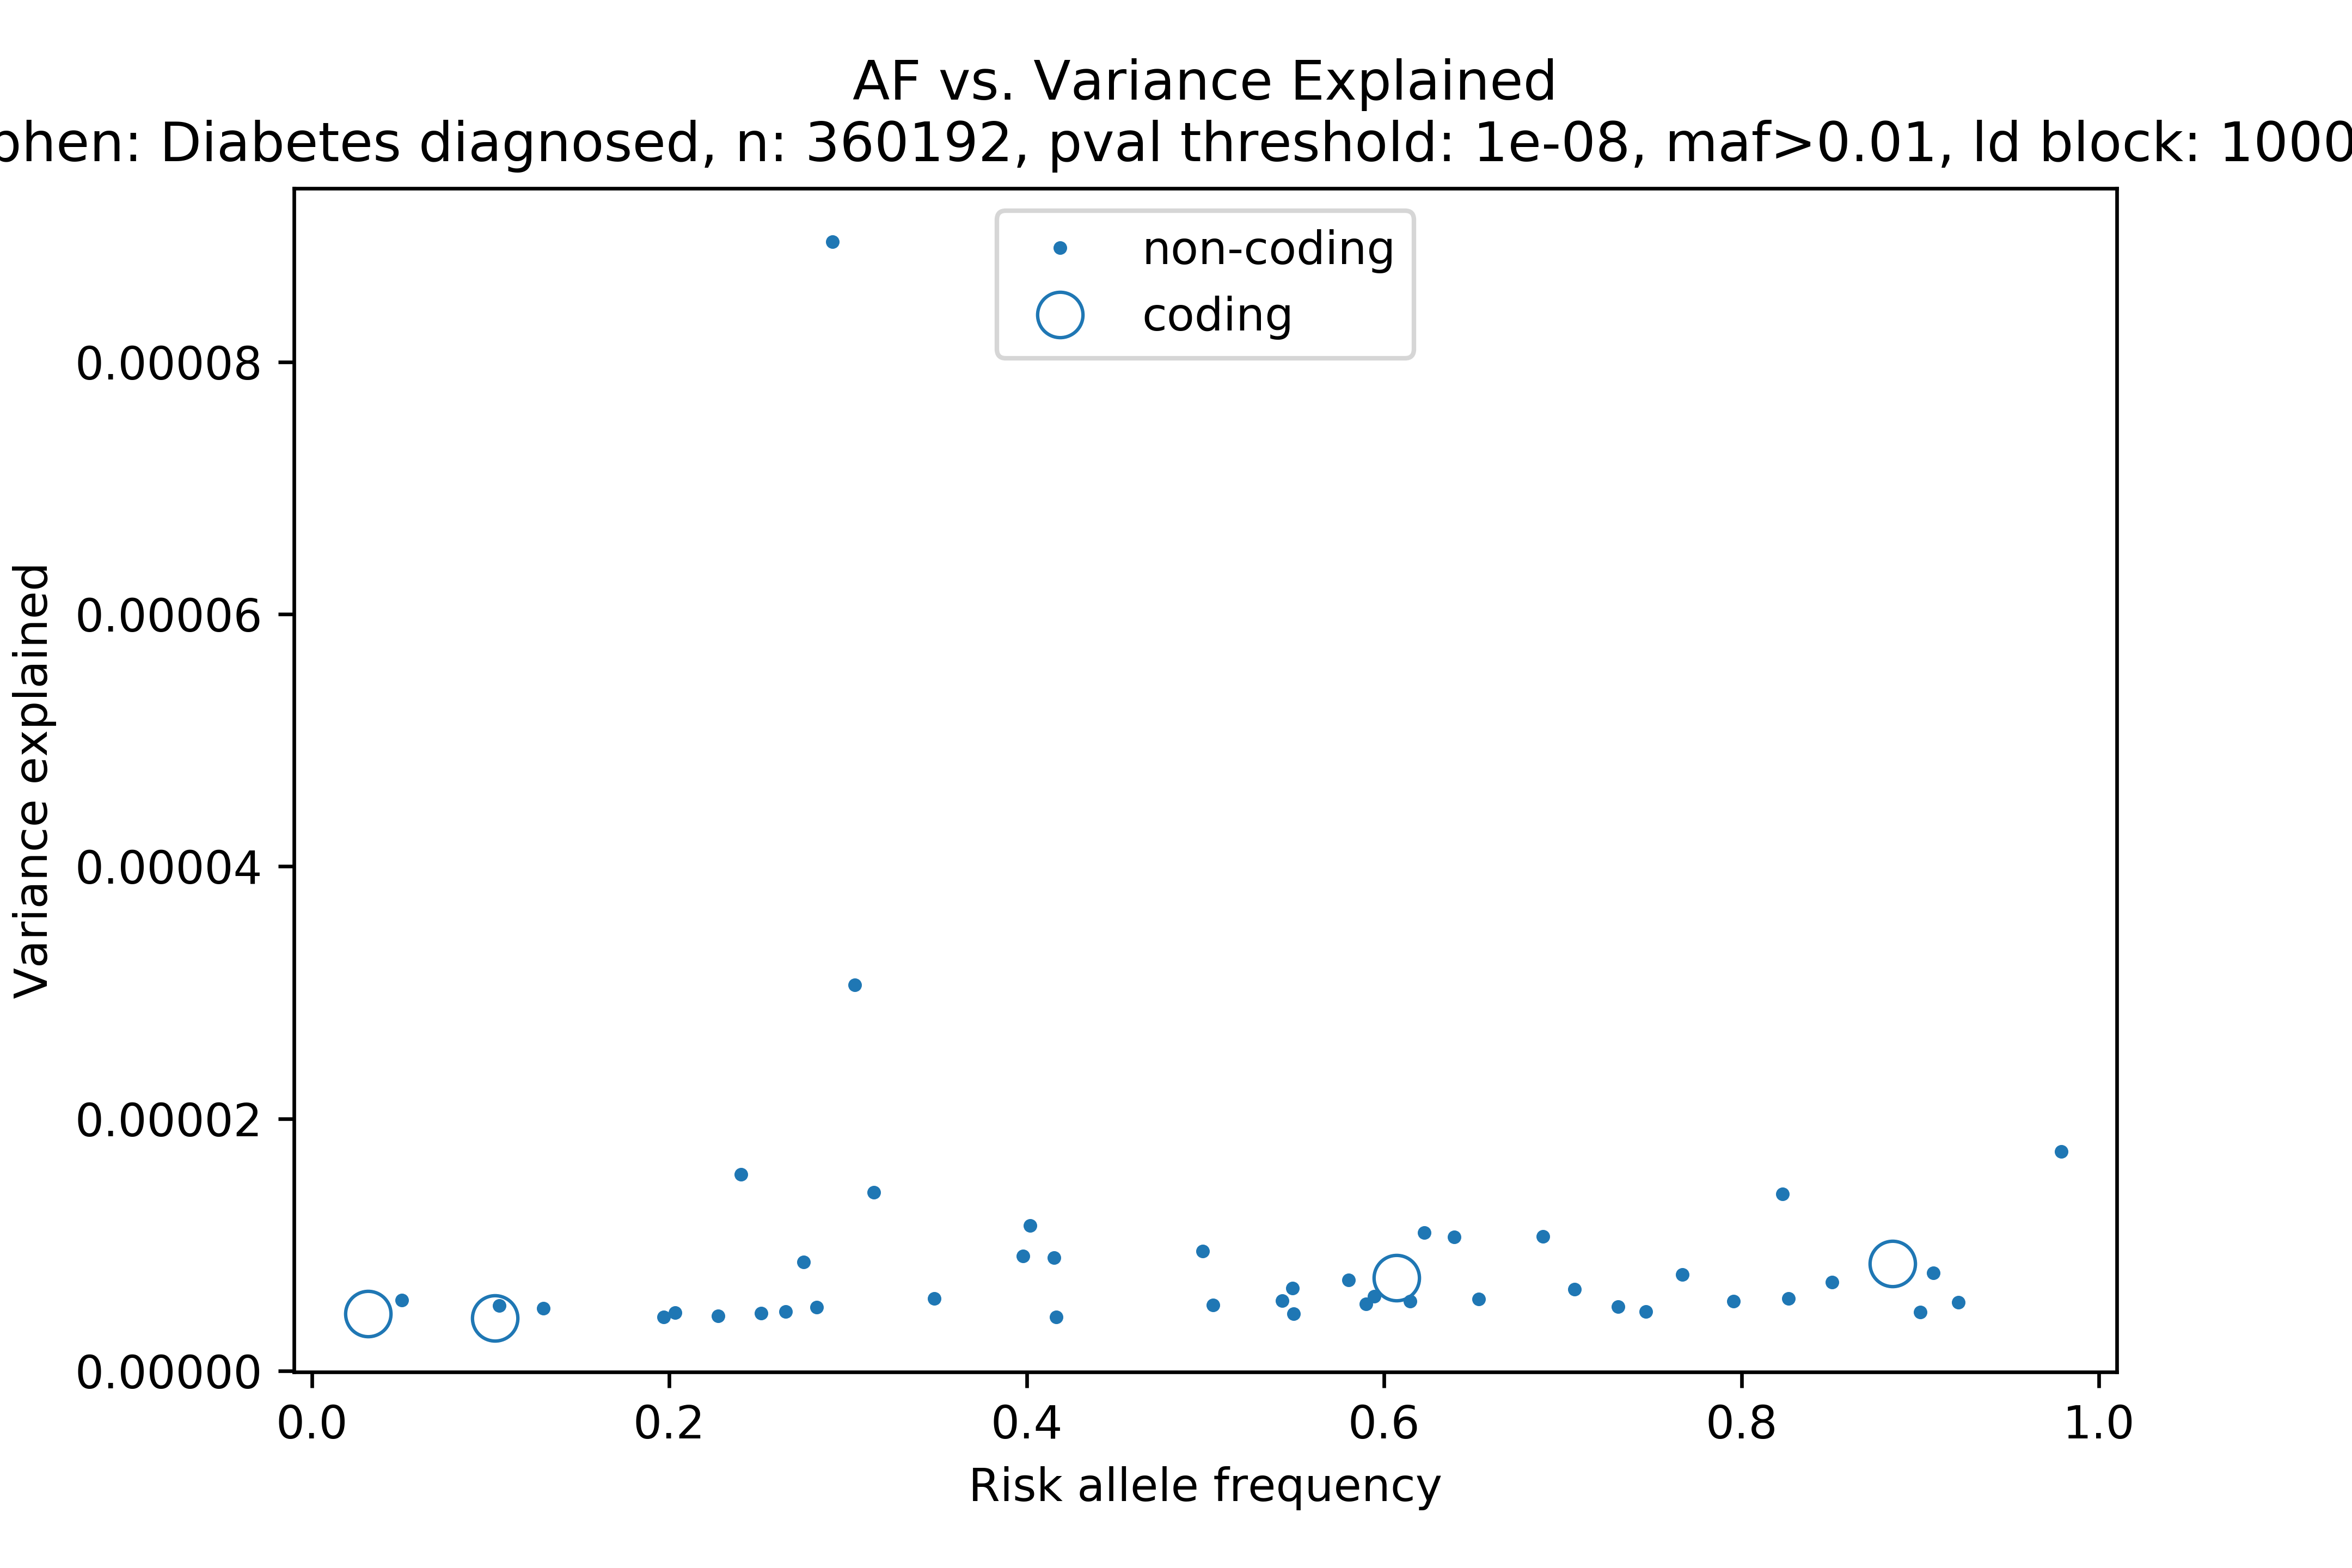 AF vs. Variance Explained
phen: Diabetes diagnosed, n: 360192, pval threshold: 1e-08, maf>0.01, ld block: 1000
non-coding
coding
Variance explained
0.00008
0.00006
0.00004
0.00002
0.00000
0.0 0.2 0.4 0.6 0.8 1.0
Risk allele frequency